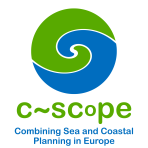 c~scope
Combining Sea and Coastal
Planning in Europe